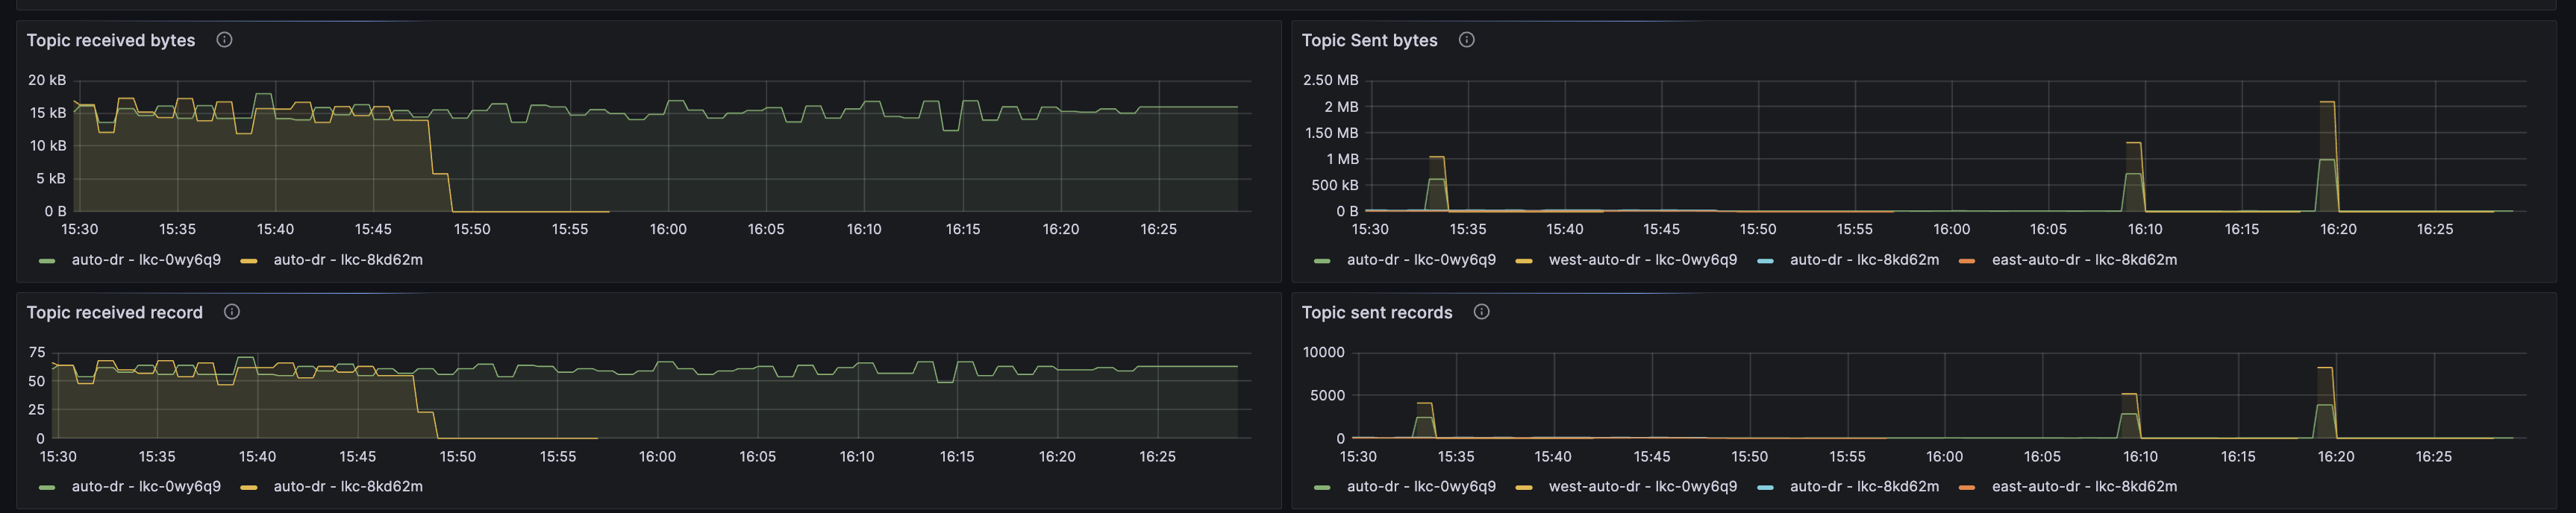 Topic received bytes
20 kB
15 kB
10 kB
5 kB
0 B
15:30 15:35 15:40 15:45 15:50 15:55 16:00 16:05 16:10 16:15 16:20 16:25
auto-dr - lkc-0wy6q9 auto-dr - lkc-8kd62m
Topic Sent bytes
2.50 MB
2 MB
1.50 MB
1 MB
500 kB
0 B
15:30 15:35 15:40 15:45 15:50 15:55 16:00 16:05 16:10 16:15 16:20 16:25
auto-dr - lkc-0wy6q9 west-auto-dr - lkc-0wy6q9 auto-dr - lkc-8kd62m east-auto-dr - lkc-8kd62m
Topic received record
75
50
25
0
15:30 15:35 15:40 15:45 15:50 15:55 16:00 16:05 16:10 16:15 16:20 16:25
auto-dr - lkc-0wy6q9 auto-dr - lkc-8kd62m
Topic sent records
10000
5000
0
15:30 15:35 15:40 15:45 15:50 15:55 16:00 16:05 16:10 16:15 16:20 16:25
auto-dr - lkc-0wy6q9 west-auto-dr - lkc-0wy6q9 auto-dr - lkc-8kd62m east-auto-dr - lkc-8kd62m